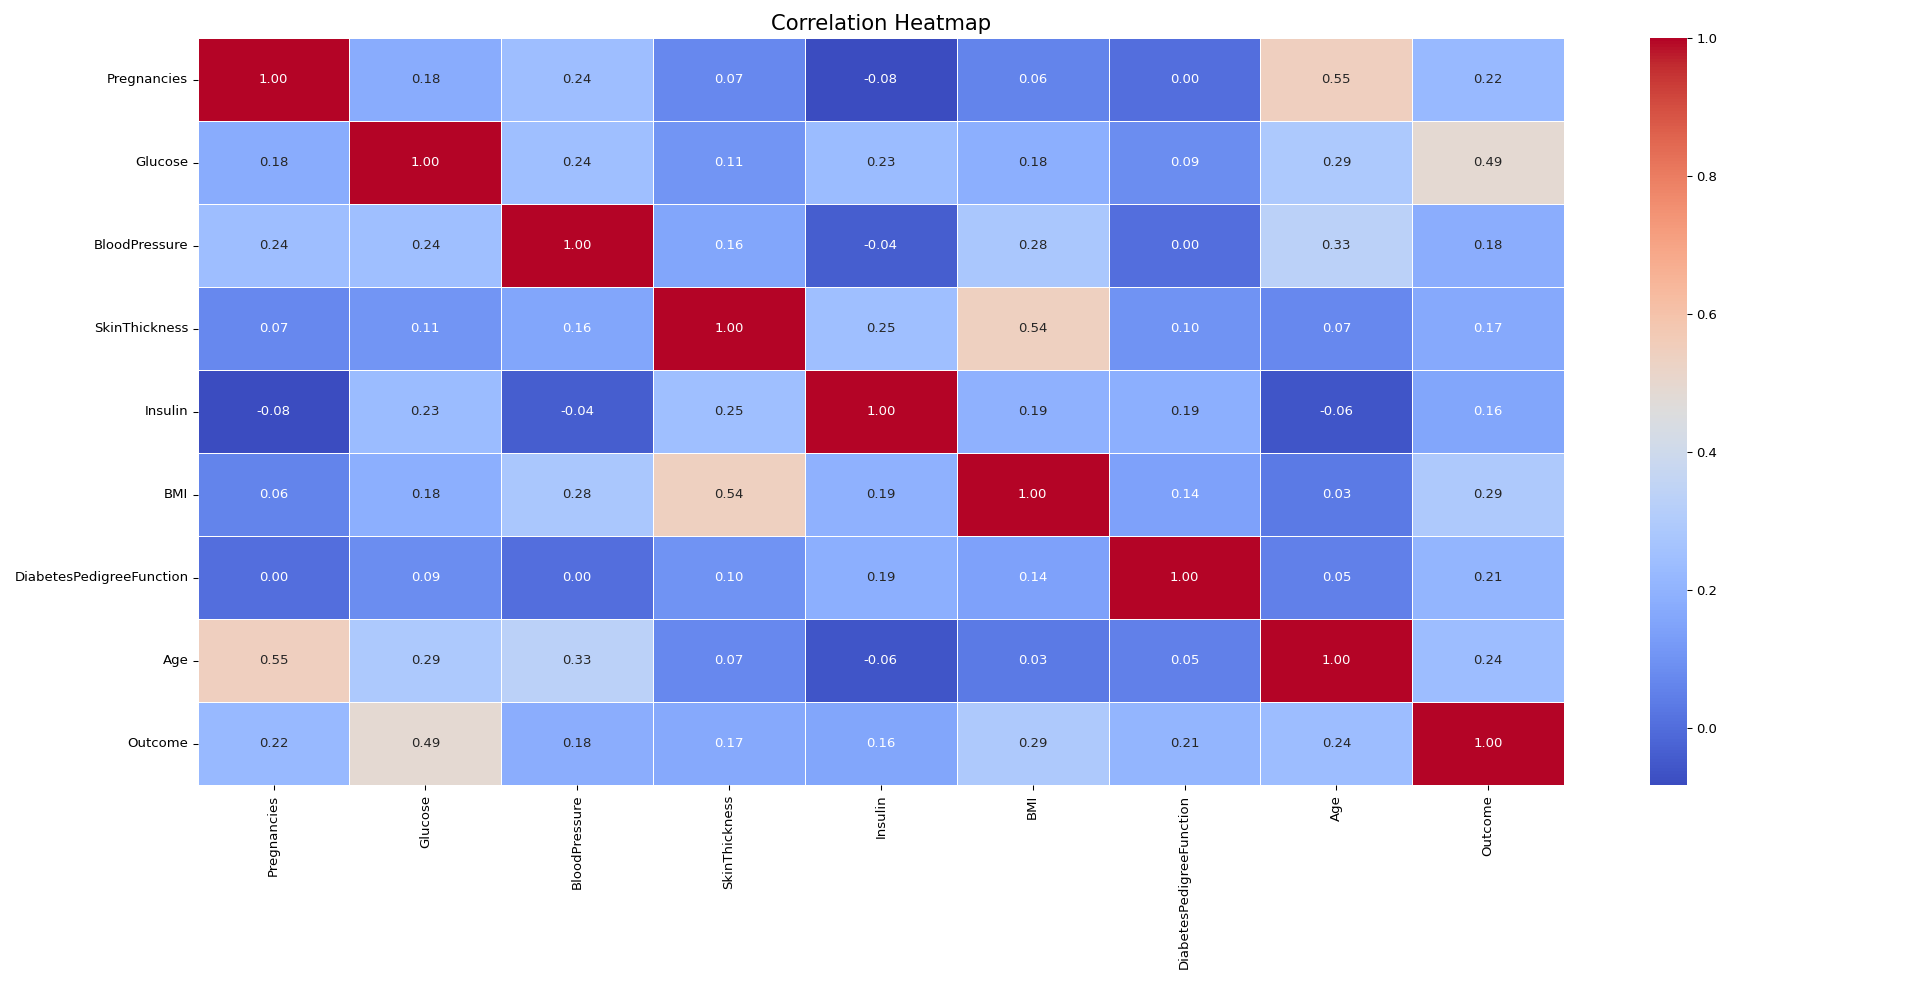 Correlation Heatmap
Pregnancies 1.00 0.18 0.24 0.07 -0.08 0.06 0.00 0.55 0.22 1.0
Glucose 0.18 1.00 0.24 0.11 0.23 0.18 0.09 0.29 0.49 0.8
BloodPressure 0.24 0.24 1.00 0.16 -0.04 0.28 0.00 0.33 0.18
SkinThickness 0.07 0.11 0.16 1.00 0.25 0.54 0.10 0.07 0.17 0.6
Insulin -0.08 0.23 -0.04 0.25 1.00 0.19 0.19 -0.06 0.16 0.4
BMI 0.06 0.18 0.28 0.54 0.19 1.00 0.14 0.03 0.29
DiabetesPedigreeFunction 0.00 0.09 0.00 0.10 0.19 0.14 1.00 0.05 0.21 0.2
Age 0.55 0.29 0.33 0.07 -0.06 0.03 0.05 1.00 0.24
Outcome 0.22 0.49 0.18 0.17 0.16 0.29 0.21 0.24 1.00 0.0
Pregnancies Glucose BloodPressure SkinThickness Insulin BMI DiabetesPedigreeFunction Age Outcome